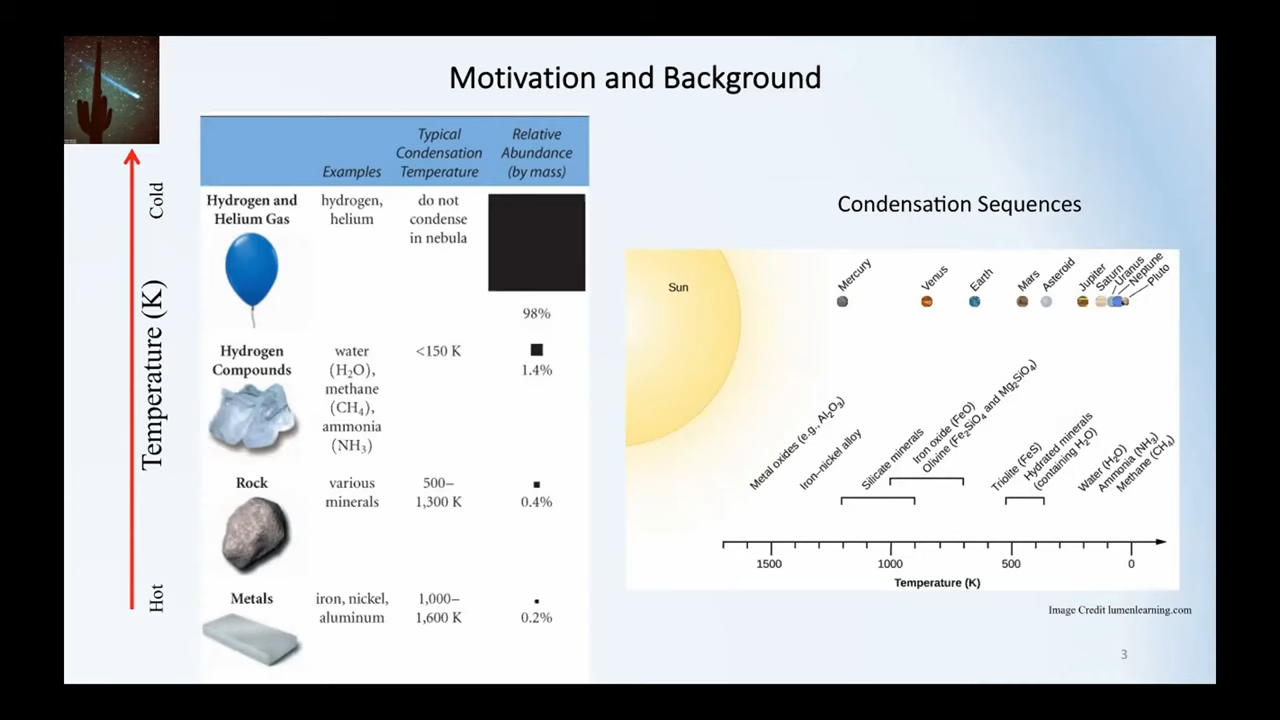 Motivation and Background
Cold
Temperature (K)
Hot
Examples
Typical
Condensation
Temperature
Relative
Abundance
(by mass)
Hydrogen and
Helium Gas
hydrogen,
helium
do not
condense
in nebula
98%
Hydrogen
Compounds
water
(H₂O),
methane
(CH₄),
ammonia
(NH₃)
<150 K
1.4%
Rock
various
minerals
500–
1,300 K
0.4%
Metals
iron, nickel,
aluminum
1,000–
1,600 K
0.2%
Condensation Sequences
Sun
Mercury
Venus
Earth
Mars
Asteroid
Jupiter
Saturn
Uranus
Neptune
Pluto
Metal oxides (e.g., Al₂O₃)
Iron–nickel alloy
Silicate minerals
Iron oxide (FeO)
Olivine (Fe₂SiO₄ and Mg₂SiO₄)
Triolite (FeS)
Hydrated minerals
(containing H₂O)
Water (H₂O)
Ammonia (NH₃)
Methane (CH₄)
1500
1000
500
0
Temperature (K)
Image Credit lumenlearning.com
3